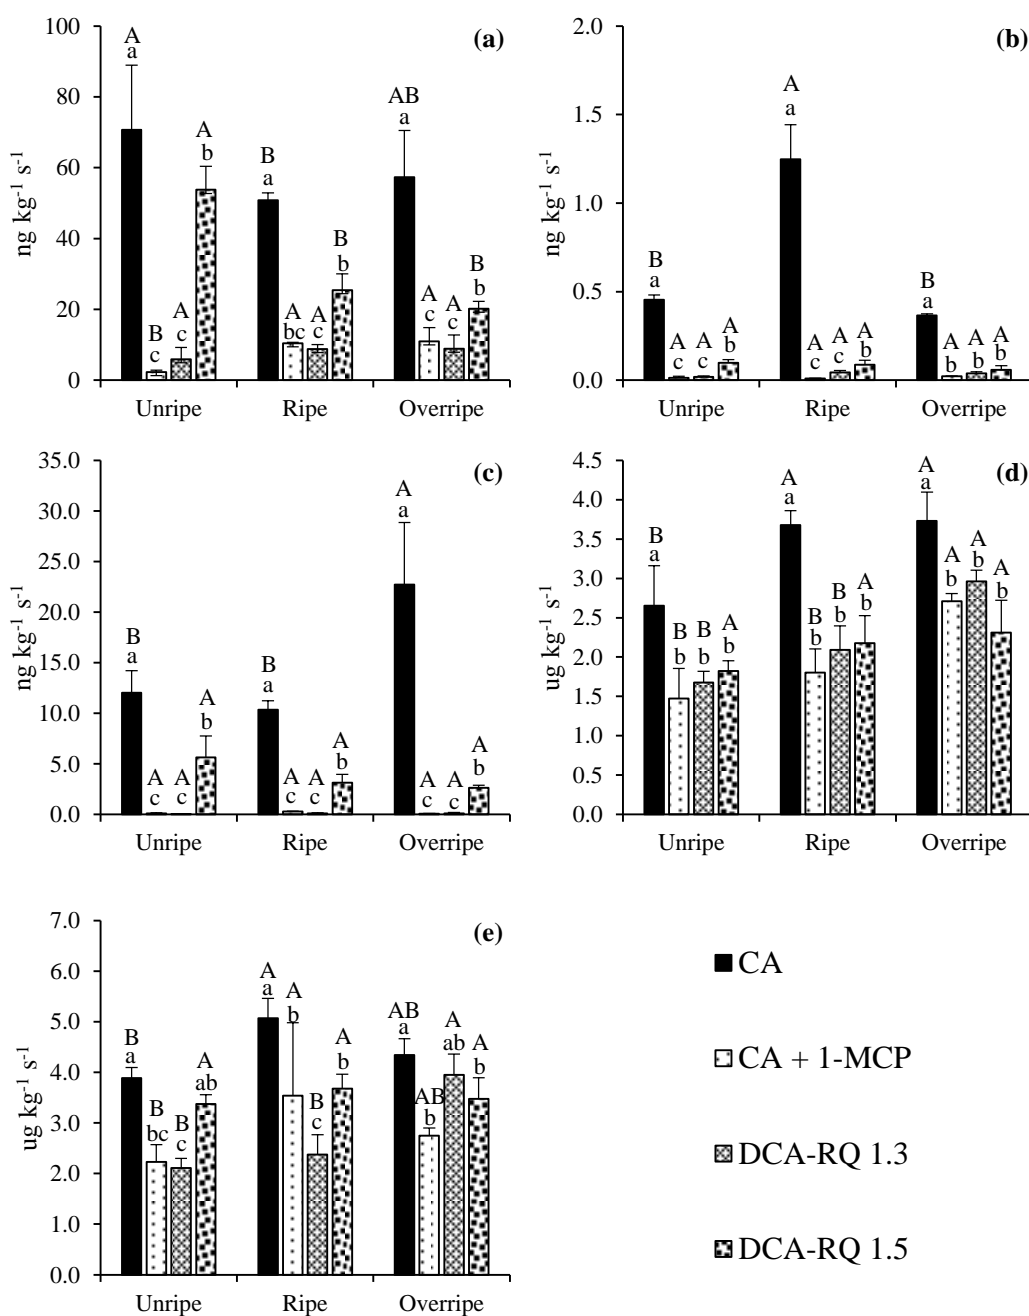 (a)
ng kg⁻¹ s⁻¹
100
80
60
40
20
0
A
a
B
c
A
c
A
b
B
a
A
bc
A
c
B
b
AB
a
A
c
A
c
B
b
Unripe Ripe Overripe
(b)
ng kg⁻¹ s⁻¹
2.0
1.5
1.0
0.5
0.0
B
a
A
c
A
c
A
b
A
a
A
c
A
c
A
b
B
a
A
b
A
b
A
b
Unripe Ripe Overripe
(c)
ng kg⁻¹ s⁻¹
35.0
30.0
25.0
20.0
15.0
10.0
5.0
0.0
B
a
A
c
A
c
A
b
B
a
A
c
A
c
A
b
A
a
A
c
A
c
A
b
Unripe Ripe Overripe
(d)
ug kg⁻¹ s⁻¹
4.5
4.0
3.5
3.0
2.5
2.0
1.5
1.0
0.5
0.0
B
a
B
b
B
b
A
b
A
a
B
b
B
b
A
b
A
a
A
b
A
b
A
b
Unripe Ripe Overripe
(e)
ug kg⁻¹ s⁻¹
7.0
6.0
5.0
4.0
3.0
2.0
1.0
0.0
B
a
B
bc
B
c
A
ab
A
a
A
b
B
c
A
b
AB
a
AB
b
A
ab
A
b
Unripe Ripe Overripe
CA
CA + 1-MCP
DCA-RQ 1.3
DCA-RQ 1.5